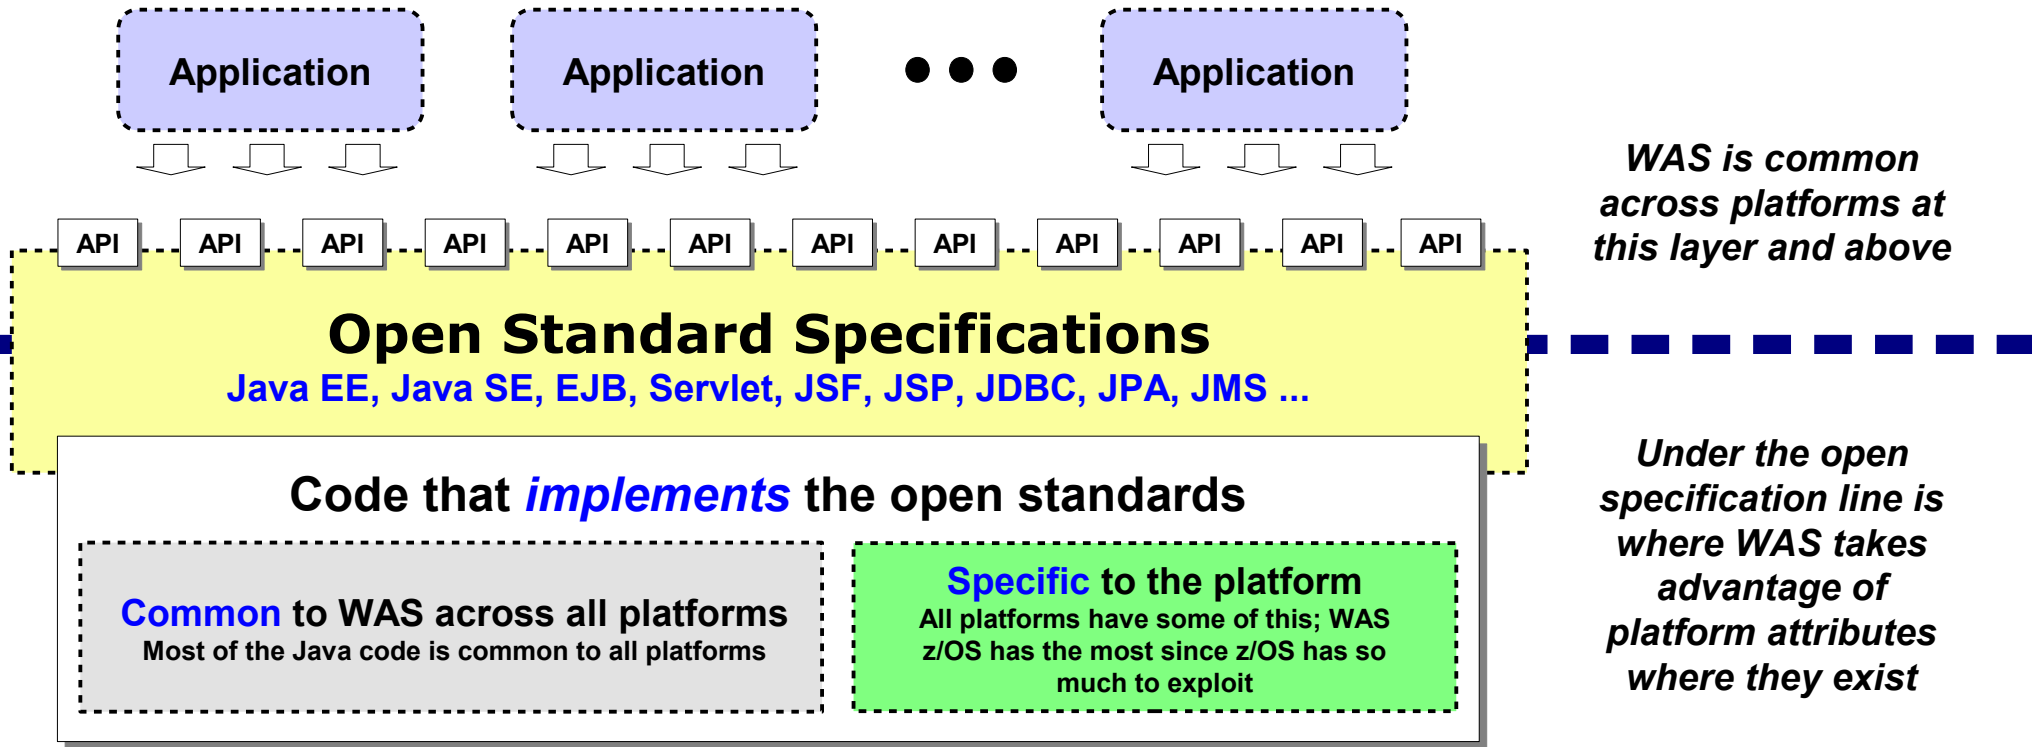 Application
Application
Application
WAS is common
across platforms at
this layer and above
API
API
API
API
API
API
API
API
API
API
API
API
Open Standard Specifications
Java EE, Java SE, EJB, Servlet, JSF, JSP, JDBC, JPA, JMS ...
Code that implements the open standards
Common to WAS across all platforms
Most of the Java code is common to all platforms
Specific to the platform
All platforms have some of this; WAS
z/OS has the most since z/OS has so
much to exploit
Under the open
specification line is
where WAS takes
advantage of
platform attributes
where they exist